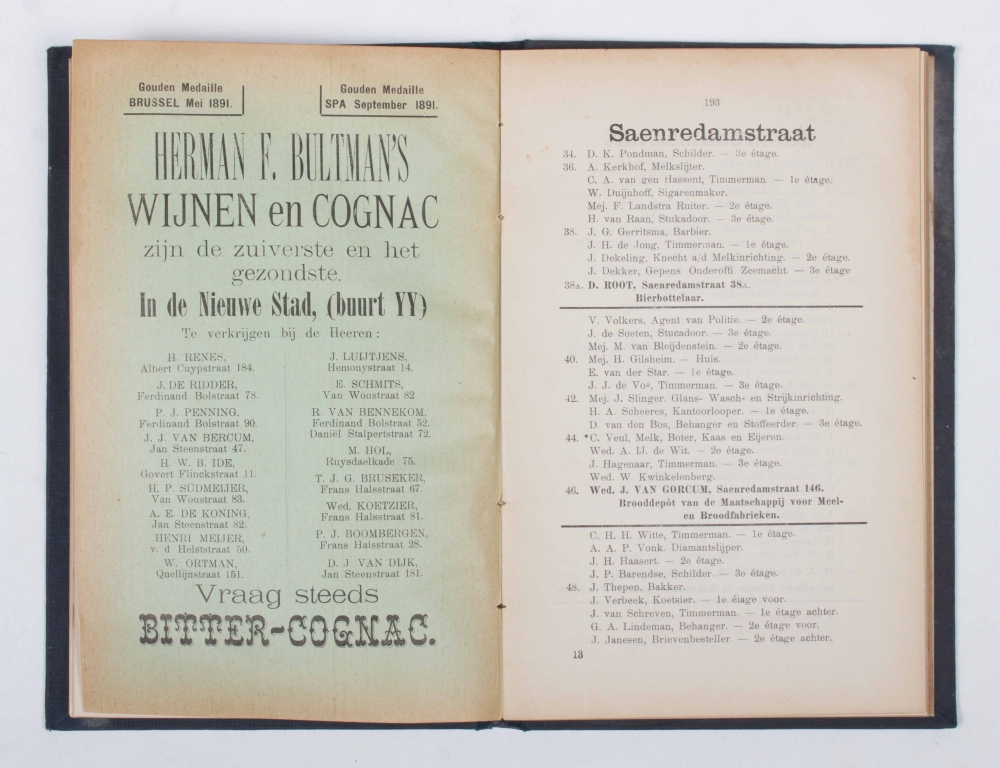 Gouden Medaille
BRUSSEL Mei 1891.
Gouden Medaille
SPA September 1891.
HERMAN F. BULTMAN'S
WIJNEN en COGNAC
zijn de zuiverste en het
gezondste.
In de Nieuwe Stad, (buurt YY)
Te verkrijgen bij de Heeren:
H. RENES,
Albert Cuypstraat 184.
J. DE RIDDER,
Ferdinand Bolstraat 78.
P. J. PENNING,
Ferdinand Bolstraat 90.
J. J. VAN BERCUM,
Jan Steenstraat 47.
H. W. B. IDE,
Govert Flinckstraat 11.
H. P. SÜDMEIJER,
Van Woustraat 83.
A. E. DE KONING,
Jan Steenstraat 82.
HENRI MEIJER,
v. d Helststraat 50.
W. ORTMAN,
Quellijnstraat 151.
J. LUIJTJENS,
Hemonystraat 14.
E. SCHMITS,
Van Woustraat 82.
R. VAN BENNEKOM,
Ferdinand Bolstraat 52.
Daniël Stalpertstraat 72.
M. HOL,
Ruysdaelkade 75.
T. J. G. BRUSEKER,
Frans Halsstraat 67.
Wed. KOETZIER,
Frans Halsstraat 81.
P. J. BOOMBERGEN,
Frans Halsstraat 28.
D. J VAN DIJK,
Jan Steenstraat 181.
Vraag steeds
BITTER-COGNAC.
193
Saenredamstraat
34. D. K. Pondman, Schilder. — 3e étage.
36. A. Kerkhof, Melkslijter.
C. A. van gen Hassent, Timmerman. — 1e étage.
W. Duijnhoff, Sigarenmaker.
Mej. F. Landstra Ruiter. — 2e étage.
H. van Raan, Stukadoor. — 3e étage.
38. J. G. Gerritsma, Barbier.
J. H. de Jong, Timmerman. — 1e étage.
J. Dekeling, Knecht a/d Melkinrichting. — 2e étage.
J. Dekker, Gepens Onderoffi Zeemacht. — 3e étage
38A. D. ROOT, Saenredamstraat 38A.
Bierbottelaar.
V. Volkers, Agent van Politie. — 2e étage.
J. de Soeten, Stucadoor. — 3e étage.
Mej. M. van Bleijdenstein. — 2e étage.
40. Mej. H. Gilsheim. — Huis.
E. van der Star. — 1e étage.
J. J. de Vos, Timmerman. — 3e étage.
42. Mej. J. Slinger. Glans- Wasch- en Strijkinrichting.
H. A. Scheeres, Kantoorlooper. — 1e étage.
D van den Bos, Behanger en Stoffeerder. — 3e étage.
44. *C. Veul, Melk, Boter, Kaas en Eijeren.
Wed. A. IJ. de Wit. — 2e étage.
J. Hagenaar, Timmerman. — 3e étage.
Wed. W. Kwinkelenberg.
46. Wed. J. VAN GORCUM, Saenredamstraat 146.
Brooddepôt van de Maatschappij voor Meel-
en Broodfabrieken.
C. H. H. Witte, Timmerman. — 1e étage.
A. A. P. Vonk. Diamantslijper.
J. H. Haasert. — 2e étage.
J. P. Barendse, Schilder. — 3e étage.
48. J. Thepen, Bakker.
J. Verbeek, Koetsier. — 1e éiage voor.
J. van Schreven, Timmerman. — 1e étage achter.
G. A. Lindeman, Behanger. — 2e étage voor.
J. Janesen, Brievenbesteller. — 2e étage achter.
13